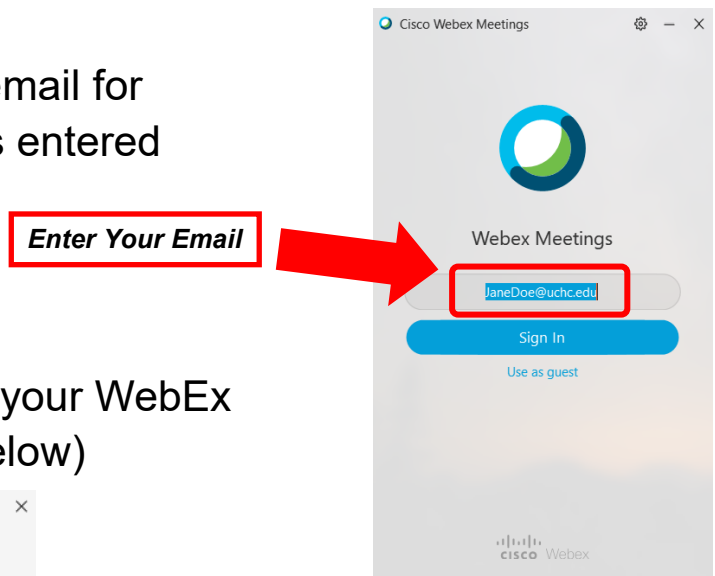 email for
s entered
Enter Your Email
your WebEx
elow)
Cisco Webex Meetings
Webex Meetings
JaneDoe@uchc.edu
Sign In
Use as guest
cisco Webex